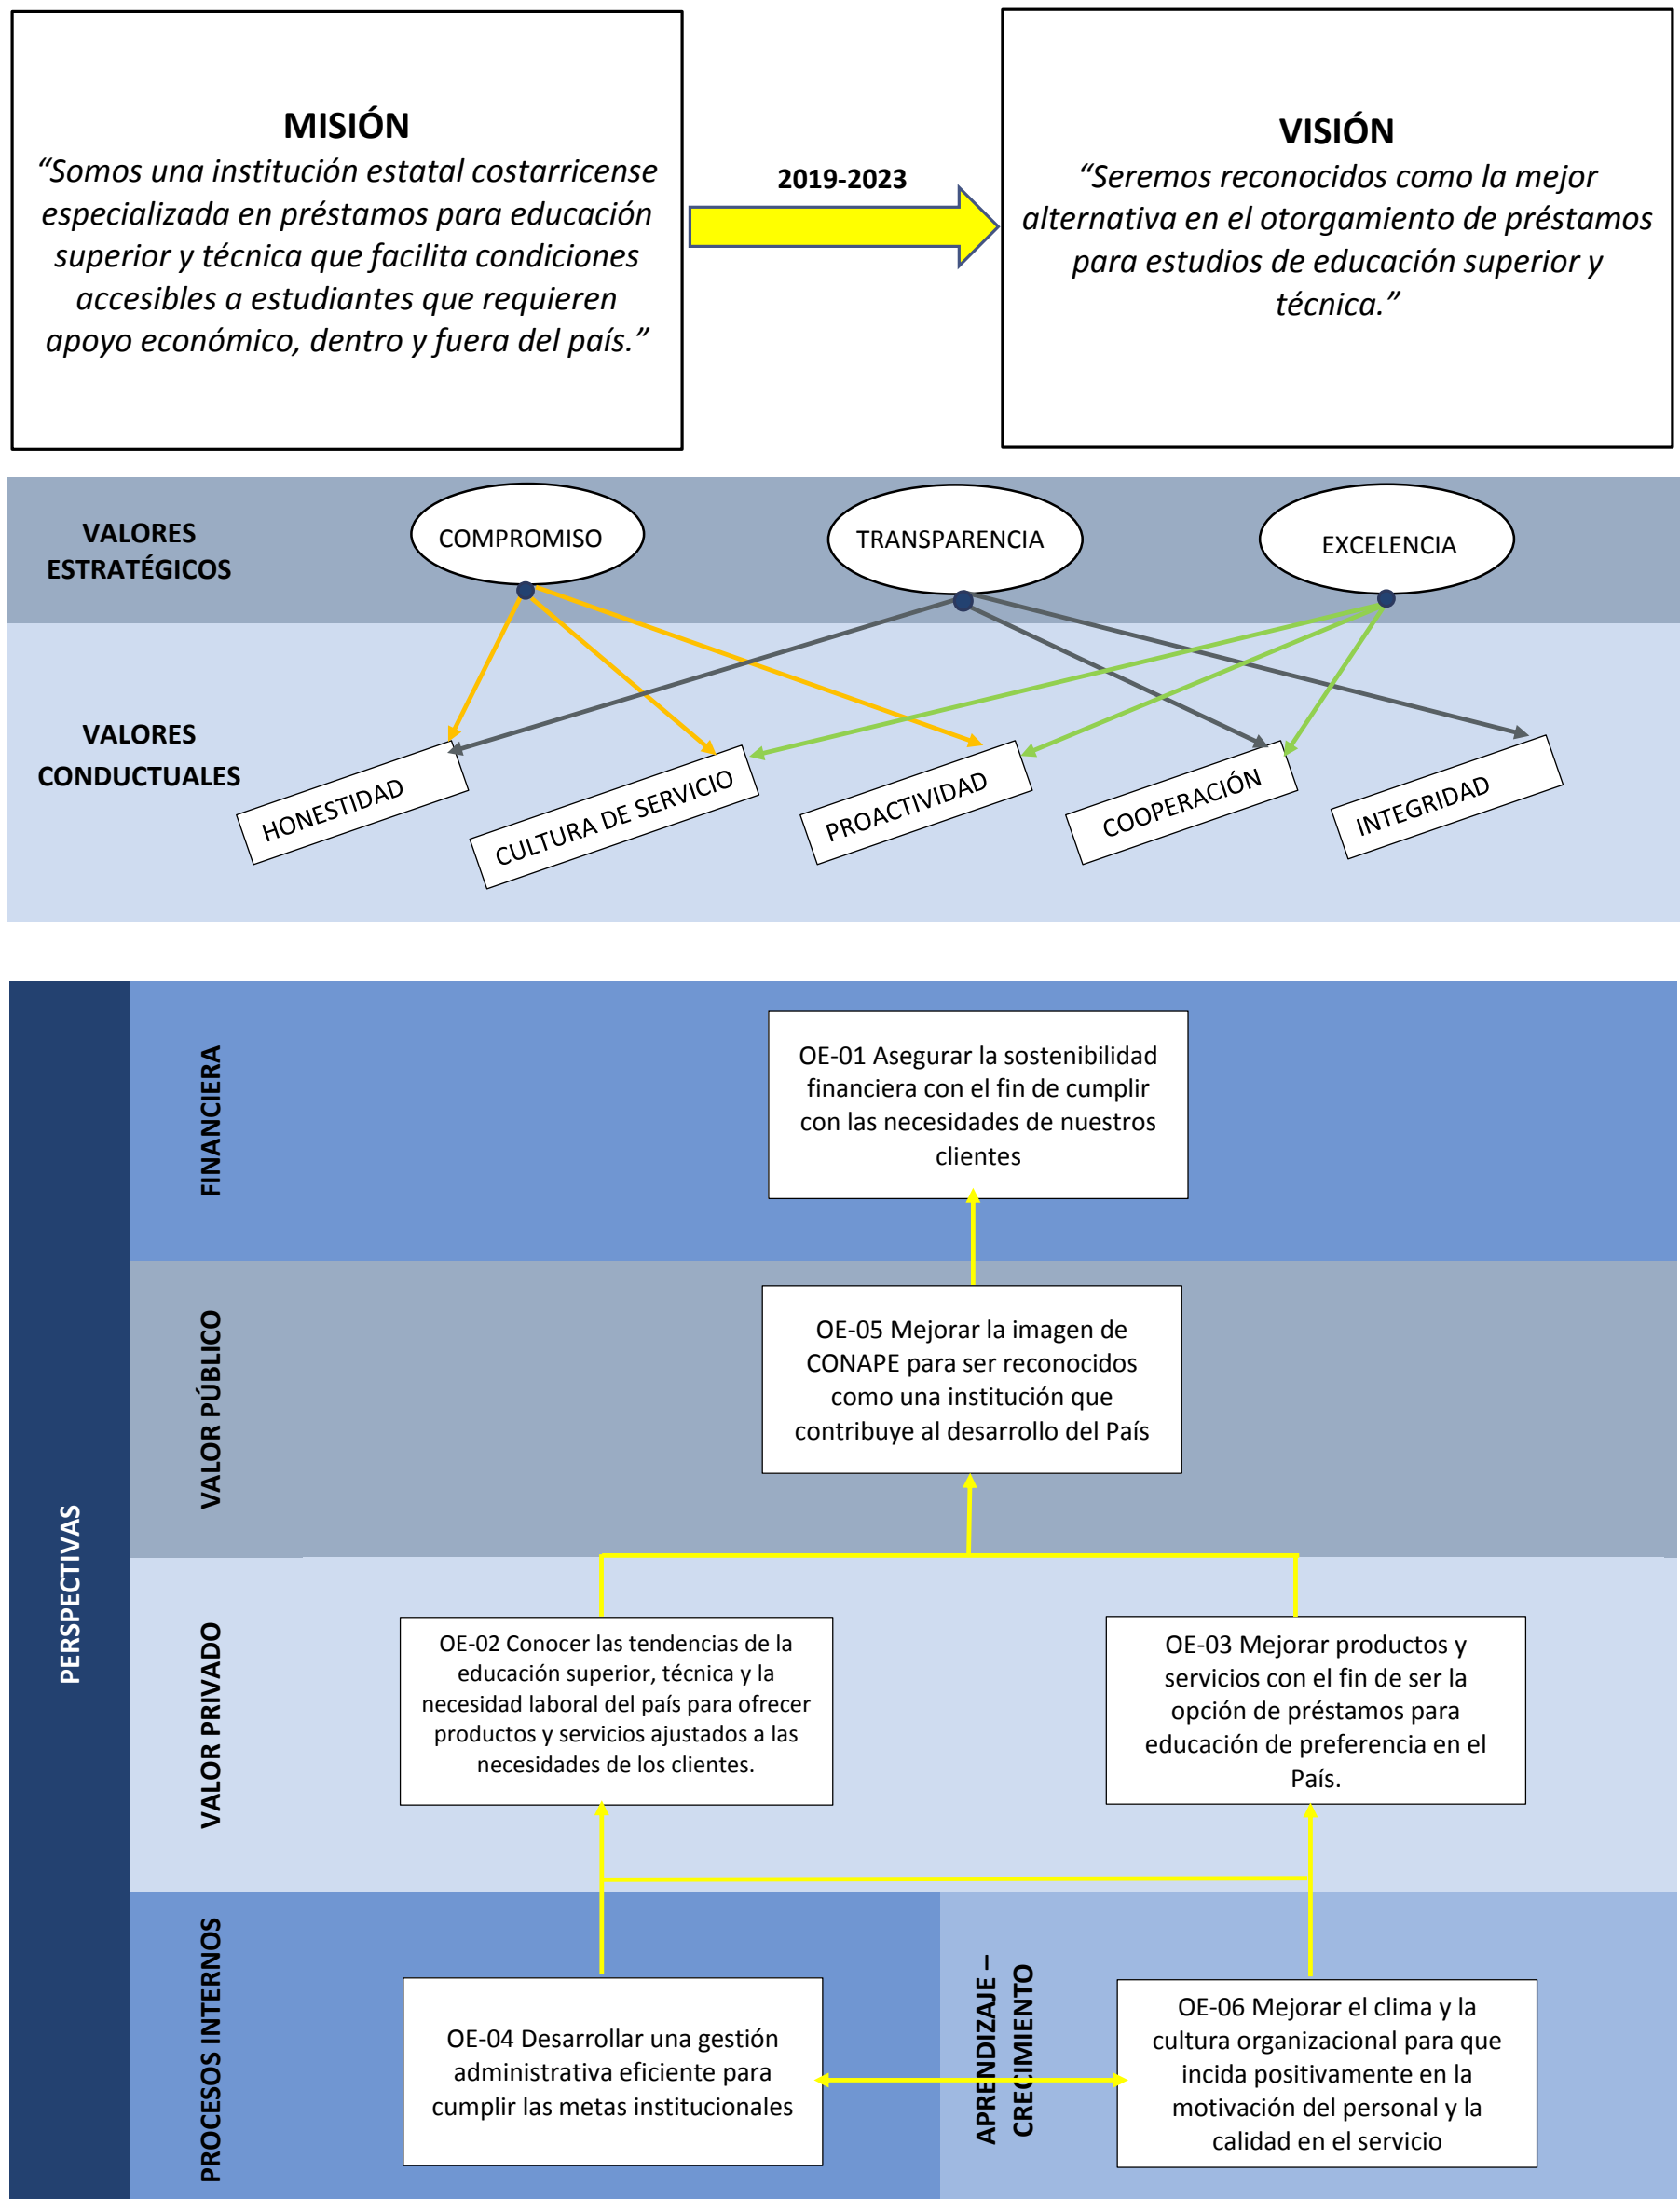 MISIÓN
“Somos una institución estatal costarricense
especializada en préstamos para educación
superior y técnica que facilita condiciones
accesibles a estudiantes que requieren
apoyo económico, dentro y fuera del país.”
2019-2023
VISIÓN
“Seremos reconocidos como la mejor
alternativa en el otorgamiento de préstamos
para estudios de educación superior y
técnica.”
VALORES
ESTRATÉGICOS
COMPROMISO
TRANSPARENCIA
EXCELENCIA
VALORES
CONDUCTUALES
HONESTIDAD
CULTURA DE SERVICIO
PROACTIVIDAD
COOPERACIÓN
INTEGRIDAD
PERSPECTIVAS
FINANCIERA
OE-01 Asegurar la sostenibilidad
financiera con el fin de cumplir
con las necesidades de nuestros
clientes
VALOR PÚBLICO
OE-05 Mejorar la imagen de
CONAPE para ser reconocidos
como una institución que
contribuye al desarrollo del País
VALOR PRIVADO
OE-02 Conocer las tendencias de la
educación superior, técnica y la
necesidad laboral del país para ofrecer
productos y servicios ajustados a las
necesidades de los clientes.
OE-03 Mejorar productos y
servicios con el fin de ser la
opción de préstamos para
educación de preferencia en el
País.
PROCESOS INTERNOS
OE-04 Desarrollar una gestión
administrativa eficiente para
cumplir las metas institucionales
APRENDIZAJE –
CRECIMIENTO
OE-06 Mejorar el clima y la
cultura organizacional para que
incida positivamente en la
motivación del personal y la
calidad en el servicio